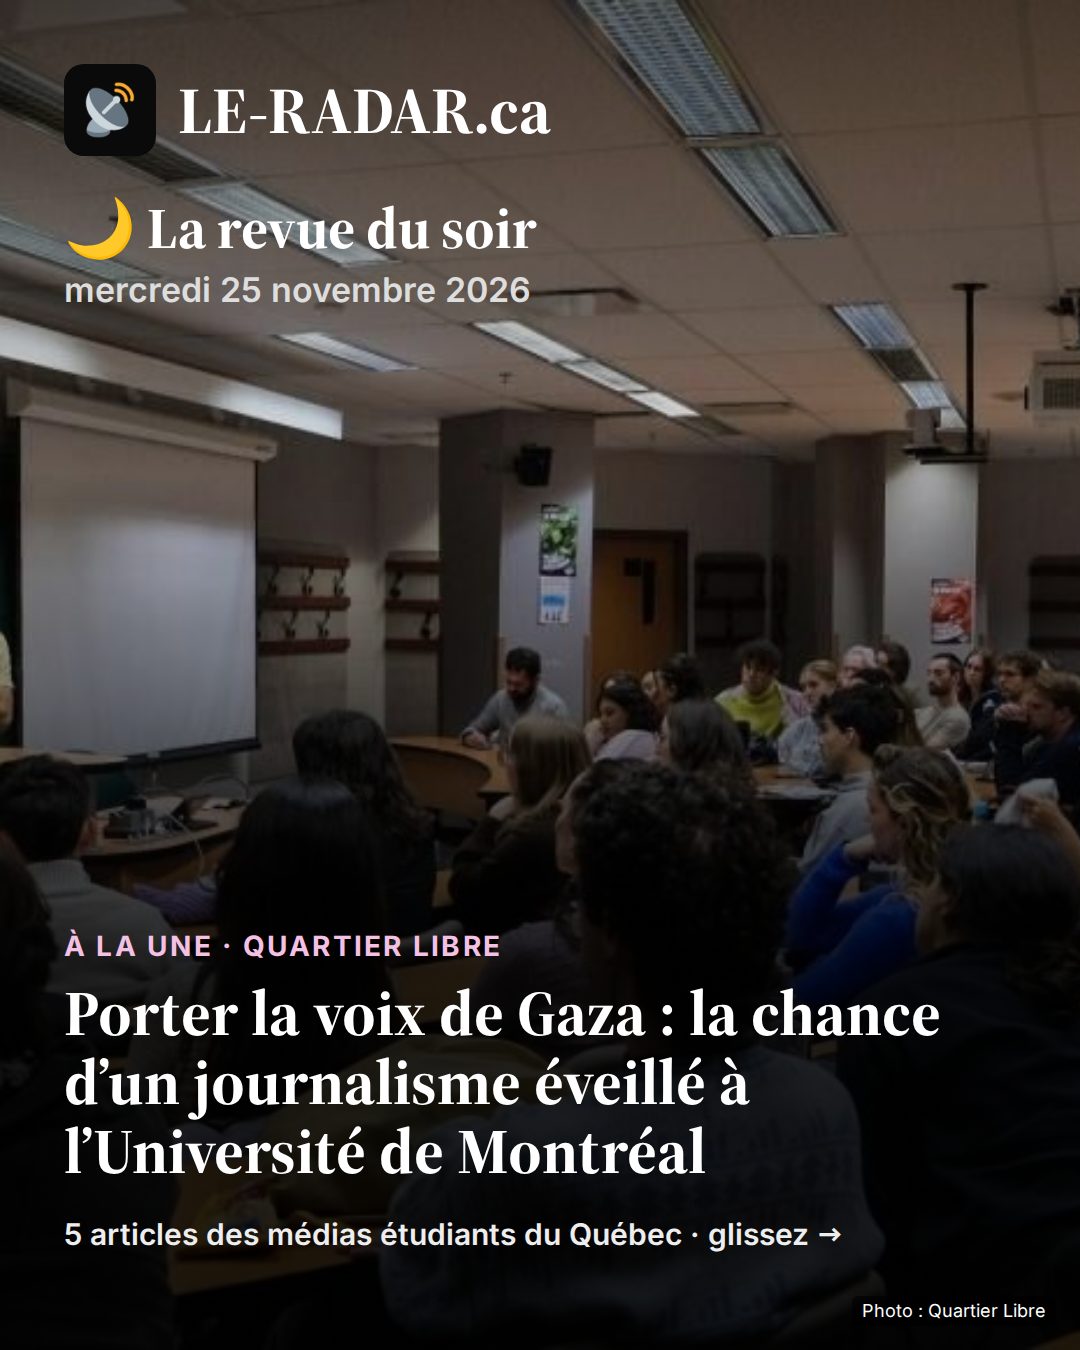 LE-RADAR.ca
🌙 La revue du soir
mercredi 25 novembre 2026
À LA UNE · QUARTIER LIBRE
Porter la voix de Gaza : la chance
d’un journalisme éveillé à
l’Université de Montréal
5 articles des médias étudiants du Québec · glissez →
Photo : Quartier Libre